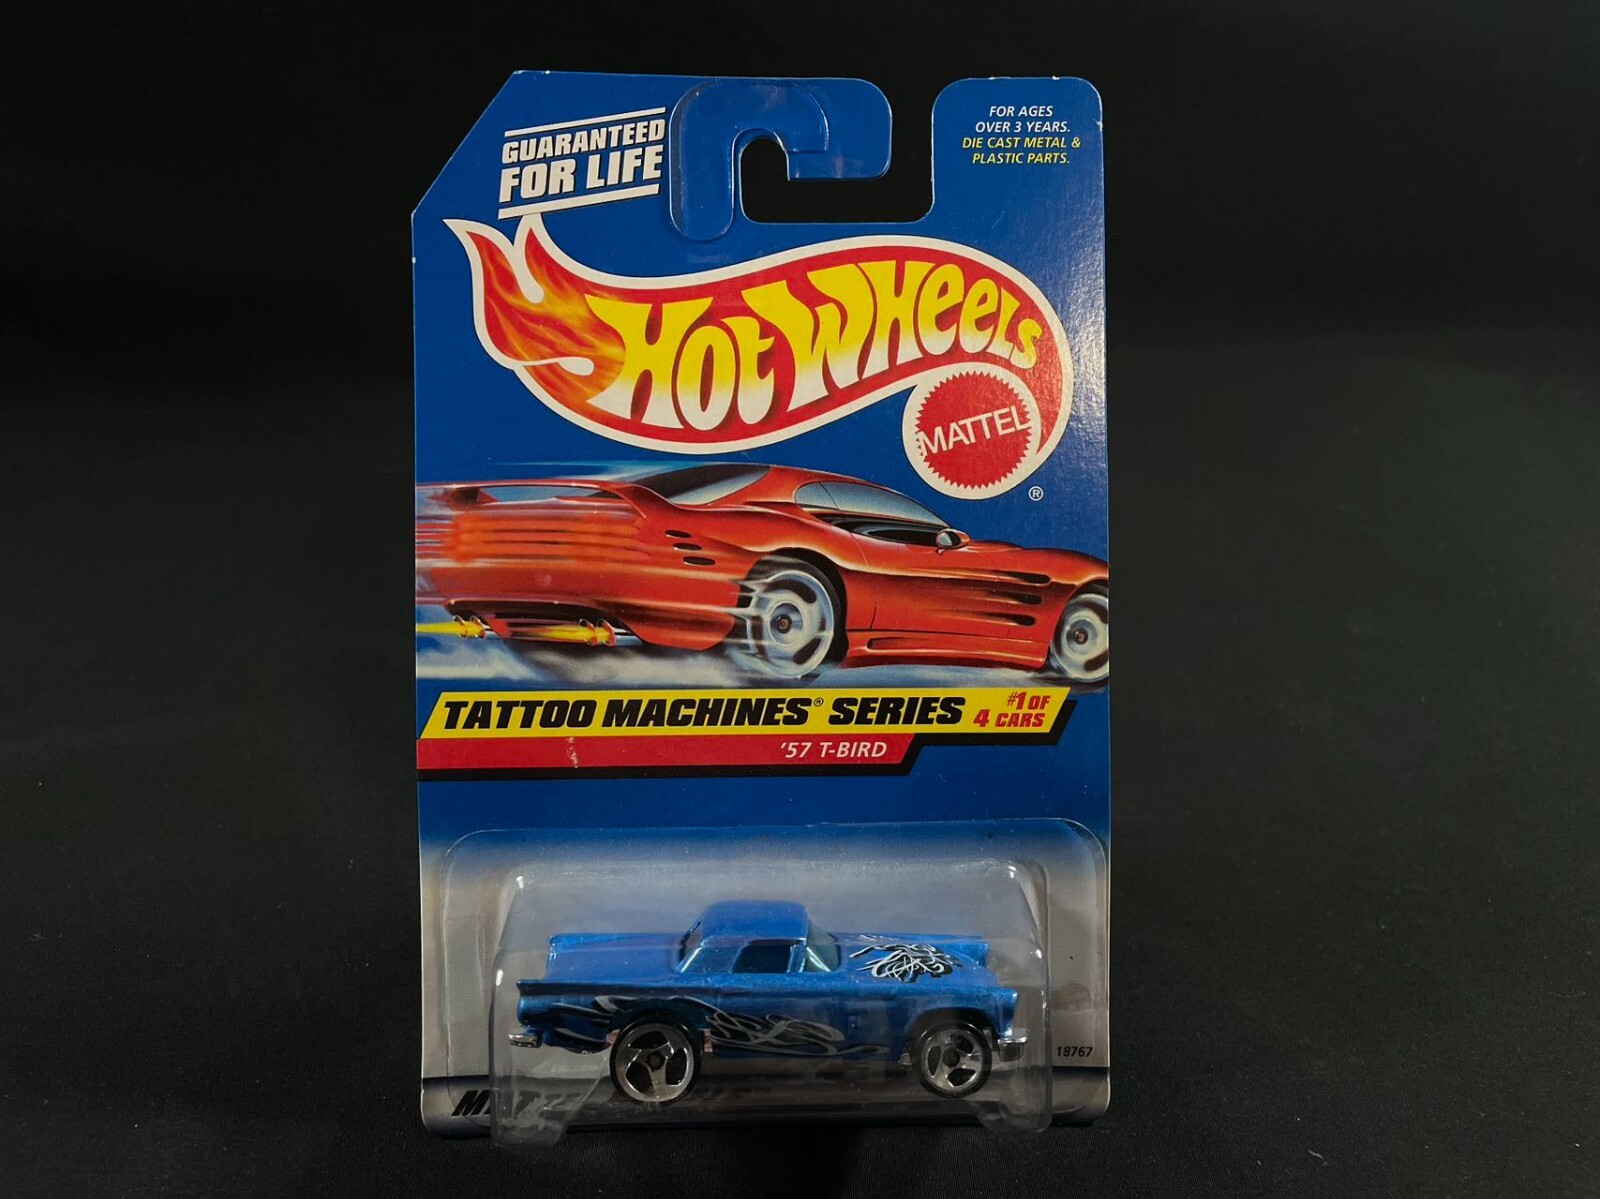 GUARANTEED
FOR LIFE
FOR AGES
OVER 3 YEARS.
DIE CAST METAL &
PLASTIC PARTS.
HOT WHEELS
MATTEL
®
TATTOO MACHINES® SERIES
#1 OF
4 CARS
'57 T-BIRD
18767